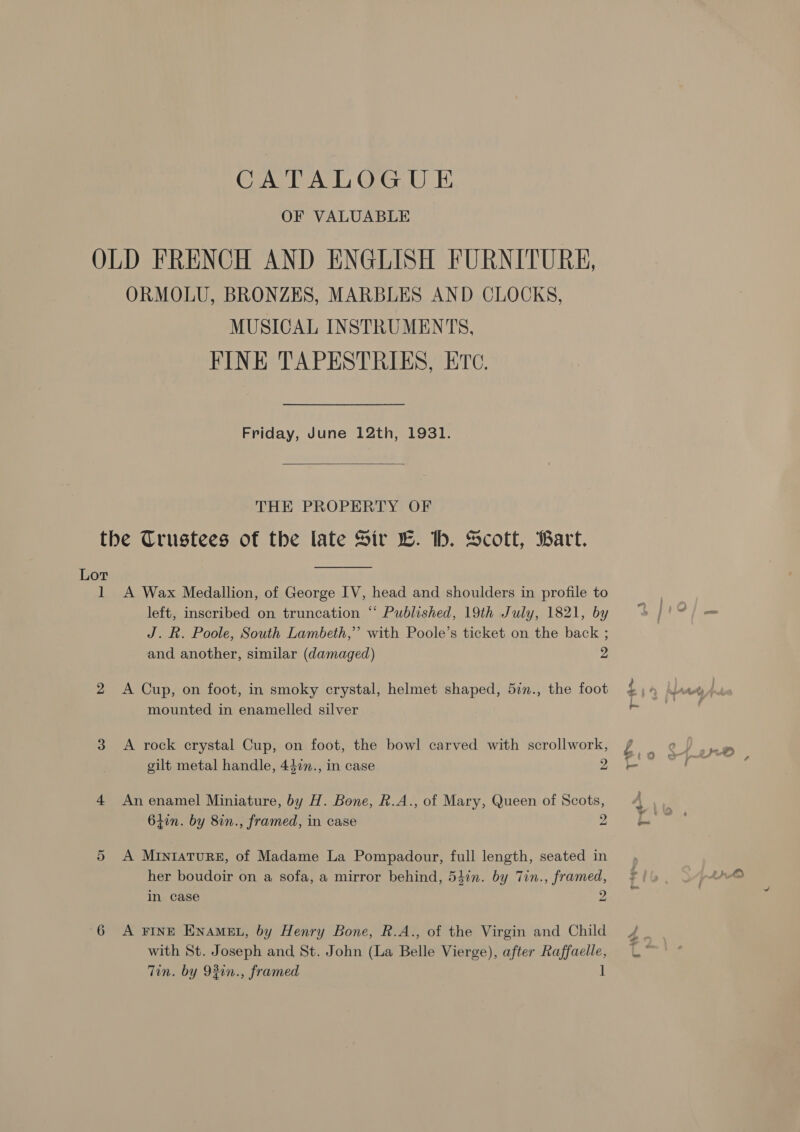 CATALOGUE
OF VALUABLE
OLD FRENCH AND ENGLISH FURNITURE,
ORMOLU, BRONZES, MARBLES AND CLOCKS,
MUSICAL INSTRUMENTS,
FINE TAPESTRIES, ETC.
Friday, June 12th, 1931.
THE PROPERTY OF
the Trustees of the late Sir E. H. Scott, Bart.
LOT
1 A Wax Medallion, of George IV, head and shoulders in profile to
left, inscribed on truncation “ Published, 19th July, 1821, by
J. R. Poole, South Lambeth,” with Poole’s ticket on the back ;
and another, similar (damaged) 2
2 A Cup, on foot, in smoky crystal, helmet shaped, 5in., the foot
mounted in enamelled silver
3 A rock crystal Cup, on foot, the bowl carved with scrollwork,
gilt metal handle, 4½in., in case 2
4 An enamel Miniature, by H. Bone, R.A., of Mary, Queen of Scots,
6½in. by 8in., framed, in case 2
5 A MINIATURE, of Madame La Pompadour, full length, seated in
her boudoir on a sofa, a mirror behind, 5½in. by 7in., framed,
in case 2
6 A FINE ENAMEL, by Henry Bone, R.A., of the Virgin and Child
with St. Joseph and St. John (La Belle Vierge), after Raffaelle,
7in. by 9¾in., framed 1